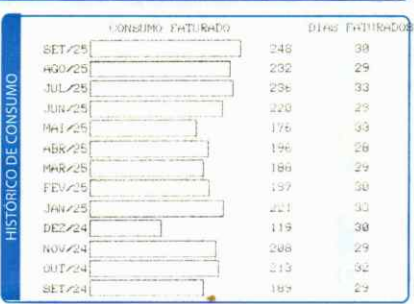 HISTÓRICO DE CONSUMO
CONSUMO FATURADO DIAS FATURADOS
SET/25 248 30
AGO/25 232 29
JUL/25 236 33
JUN/25 220 29
MAI/25 176 33
ABR/25 196 28
MAR/25 188 29
FEV/25 197 30
JAN/25 221 33
DEZ/24 119 30
NOV/24 208 29
OUT/24 213 32
SET/24 189 29